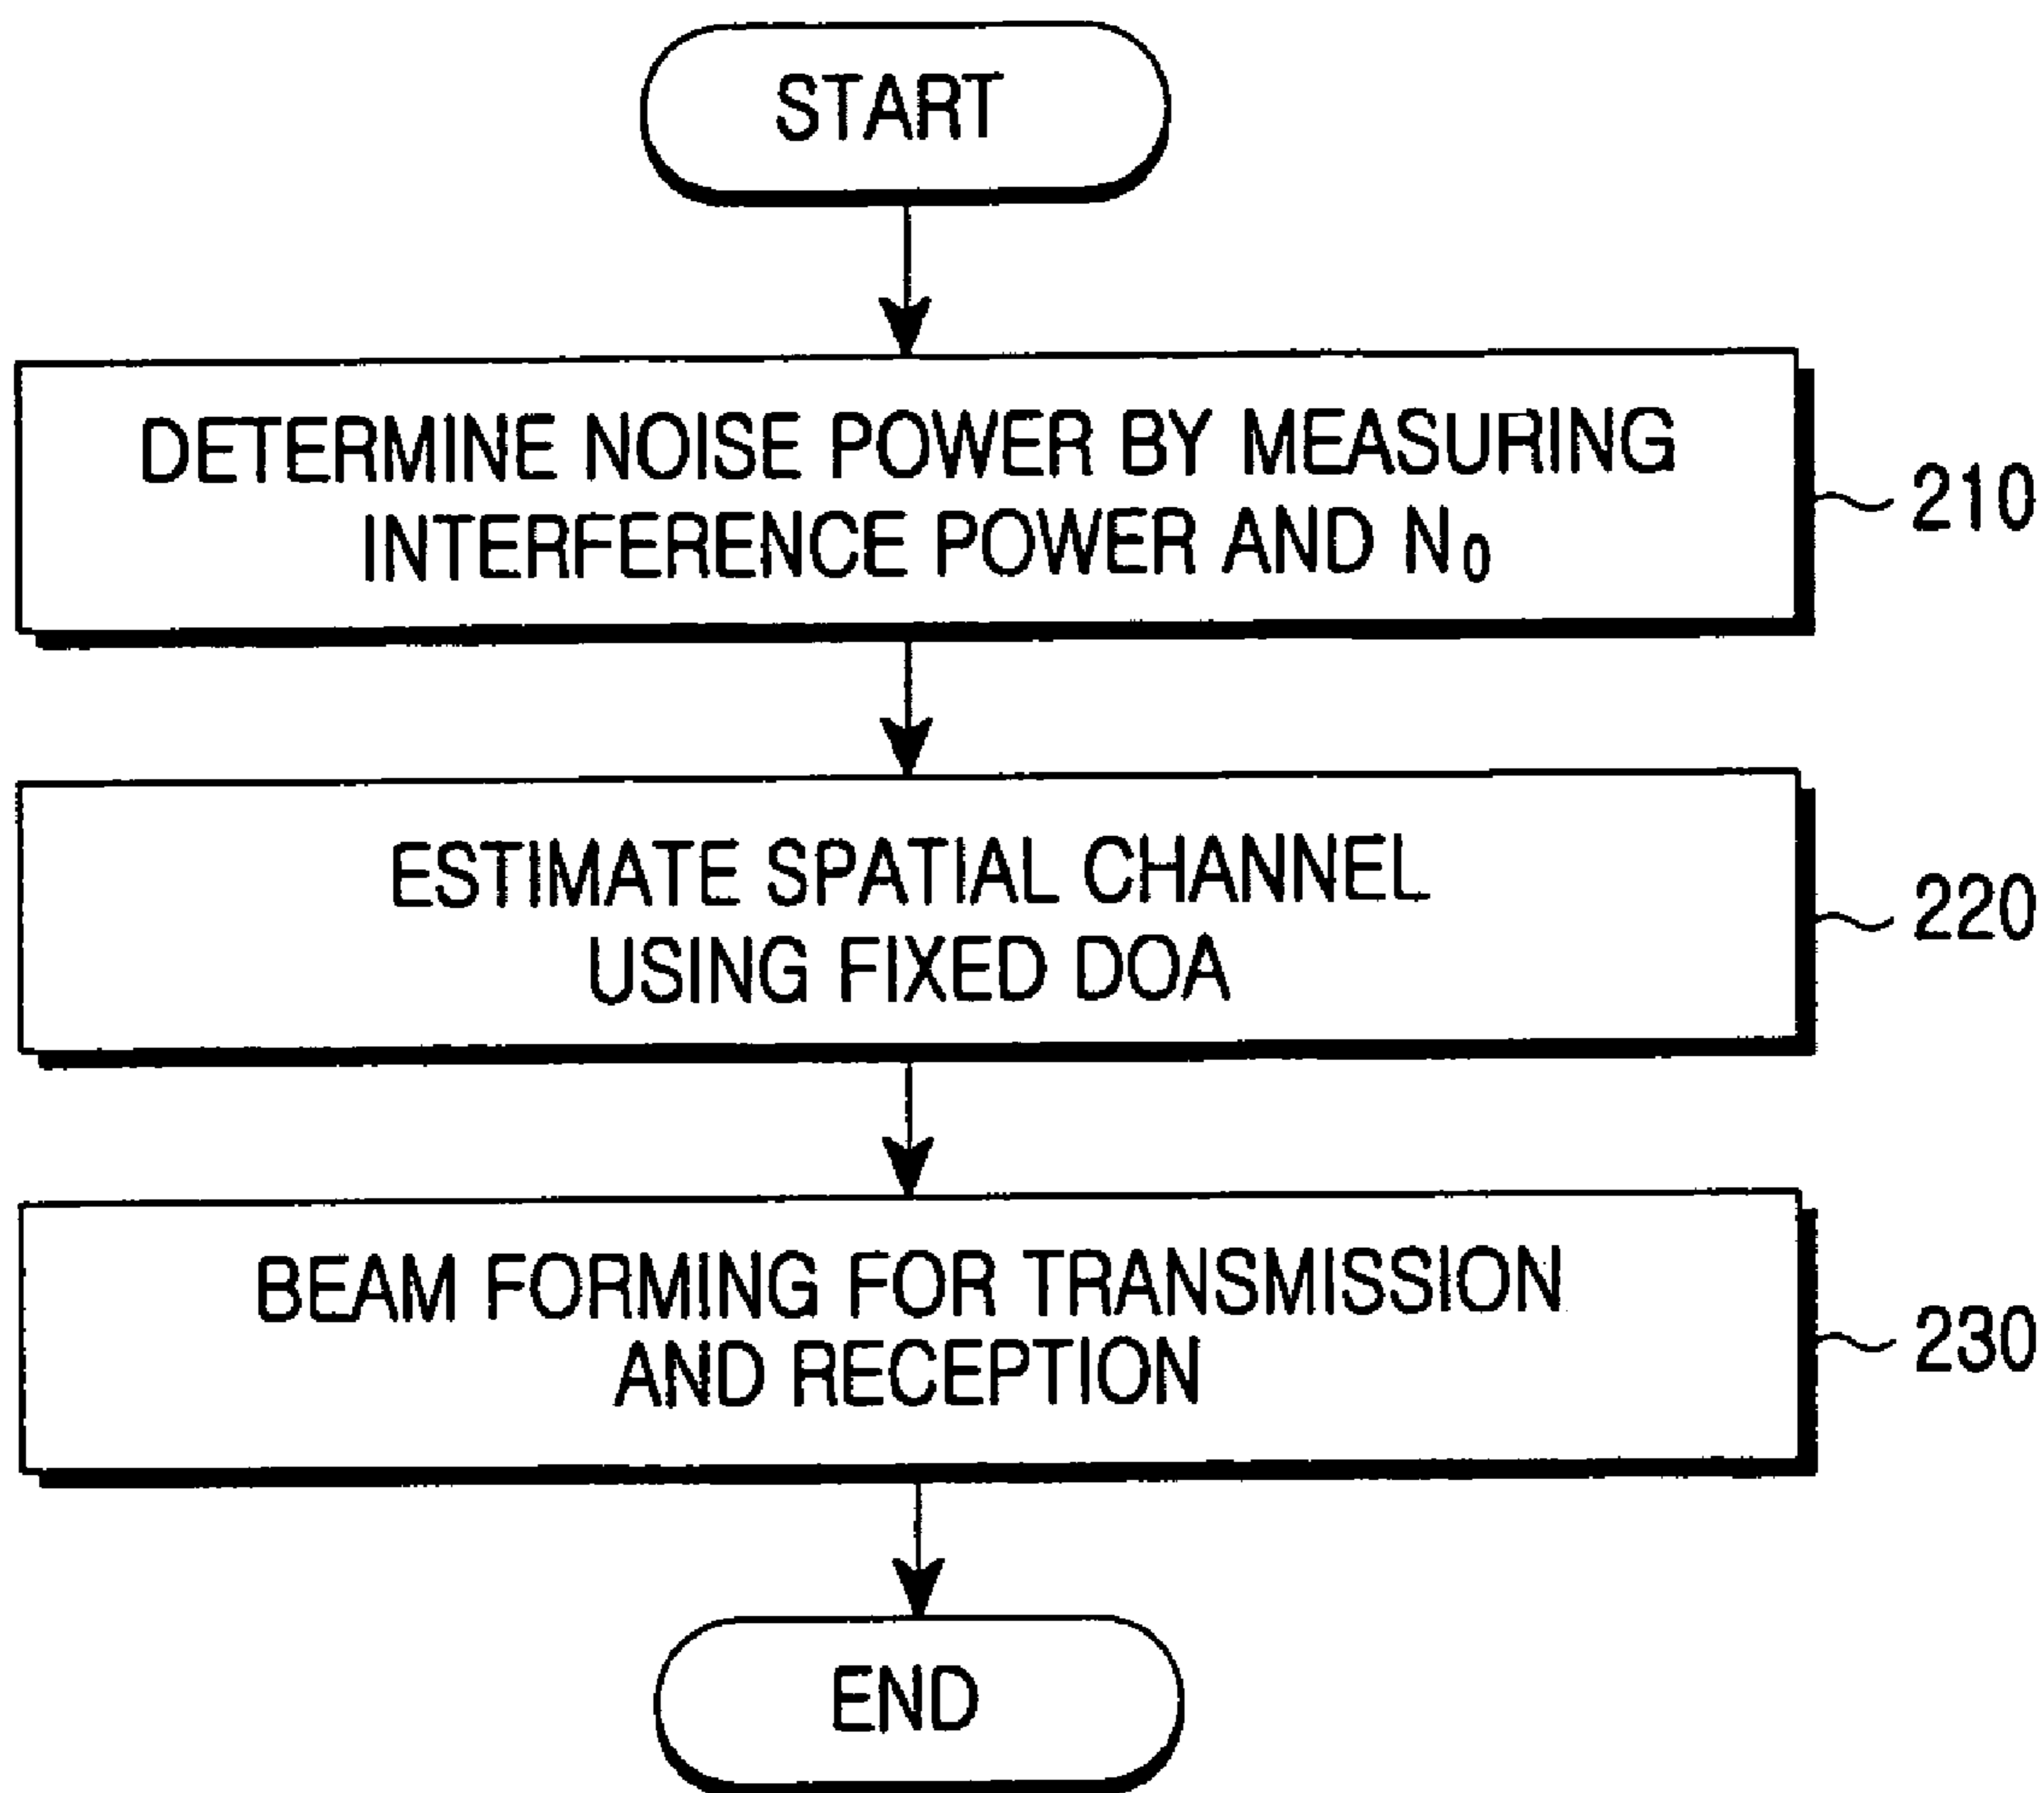 START
DETERMINE NOISE POWER BY MEASURING
INTERFERENCE POWER AND N₀
210
ESTIMATE SPATIAL CHANNEL
USING FIXED DOA
220
BEAM FORMING FOR TRANSMISSION
AND RECEPTION
230
END